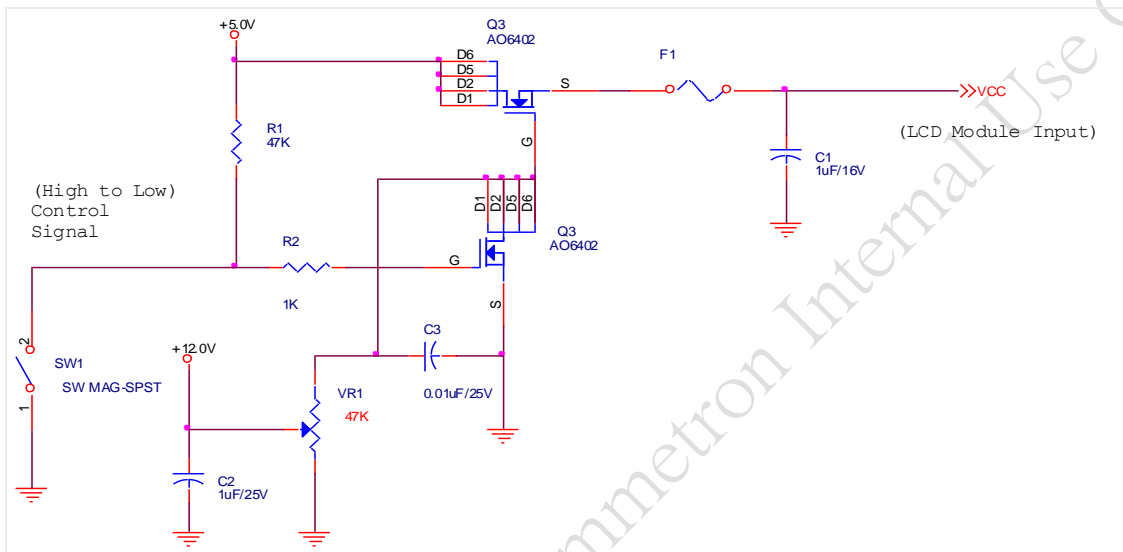 +5.0V
Q3
AO6402
D6
D5
D2
D1
S
G
F1
VCC
(LCD Module Input)
R1
47K
C1
1uF/16V
(High to Low)
Control
Signal
D1
D2
D5
D6
Q3
AO6402
R2
1K
G
S
C3
0.01uF/25V
+12.0V
2
SW1
SW MAG-SPST
1
VR1
47K
C2
1uF/25V
mmetron Internal Use